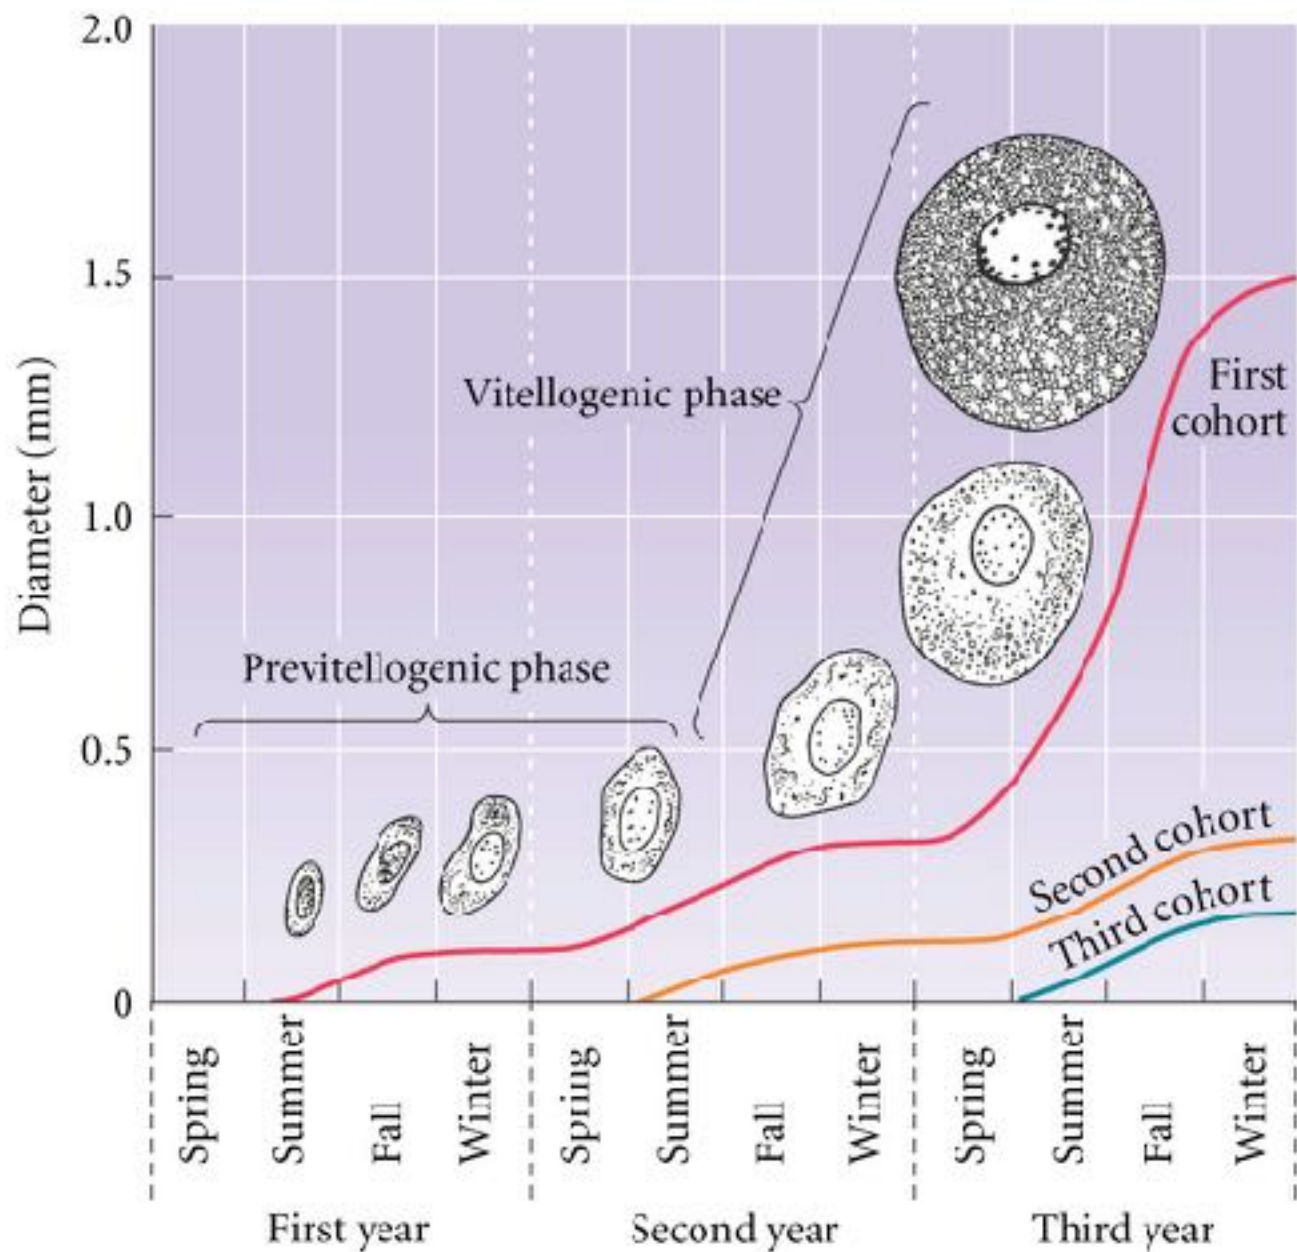 2.0
1.5
1.0
0.5
0
Diameter (mm)
Vitellogenic phase
Previtellogenic phase
First
cohort
Second cohort
Third cohort
Spring
Summer
Fall
Winter
Spring
Summer
Fall
Winter
Spring
Summer
Fall
Winter
First year
Second year
Third year